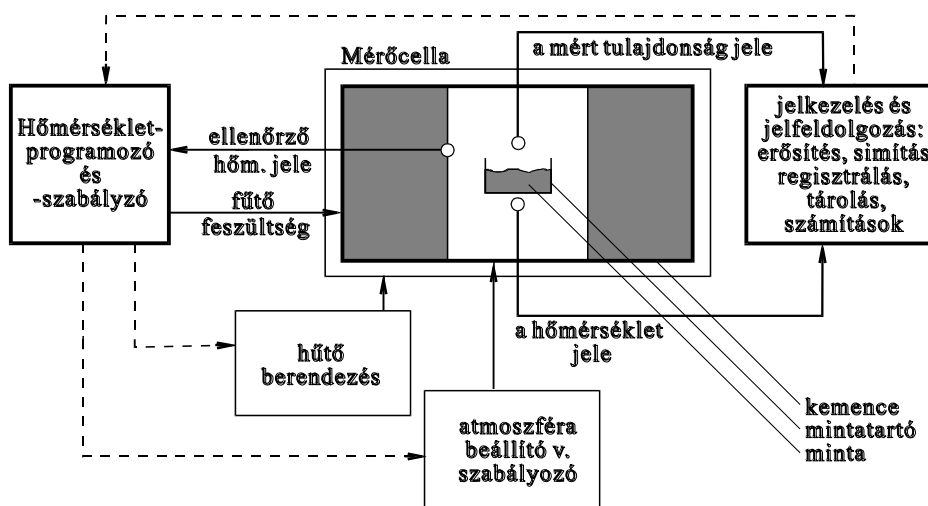 Mérőcella
a mért tulajdonság jele
Hőmérséklet-
programozó
és
-szabályzó
ellenőrző
hőm. jele
fűtő
feszültség
jelkezelés és
jelfeldolgozás:
erősítés, simítás
regisztrálás,
tárolás,
számítások
a hőmérséklet
jele
hűtő
berendezés
atmoszféra
beállító v.
szabályozó
kemence
mintatartó
minta